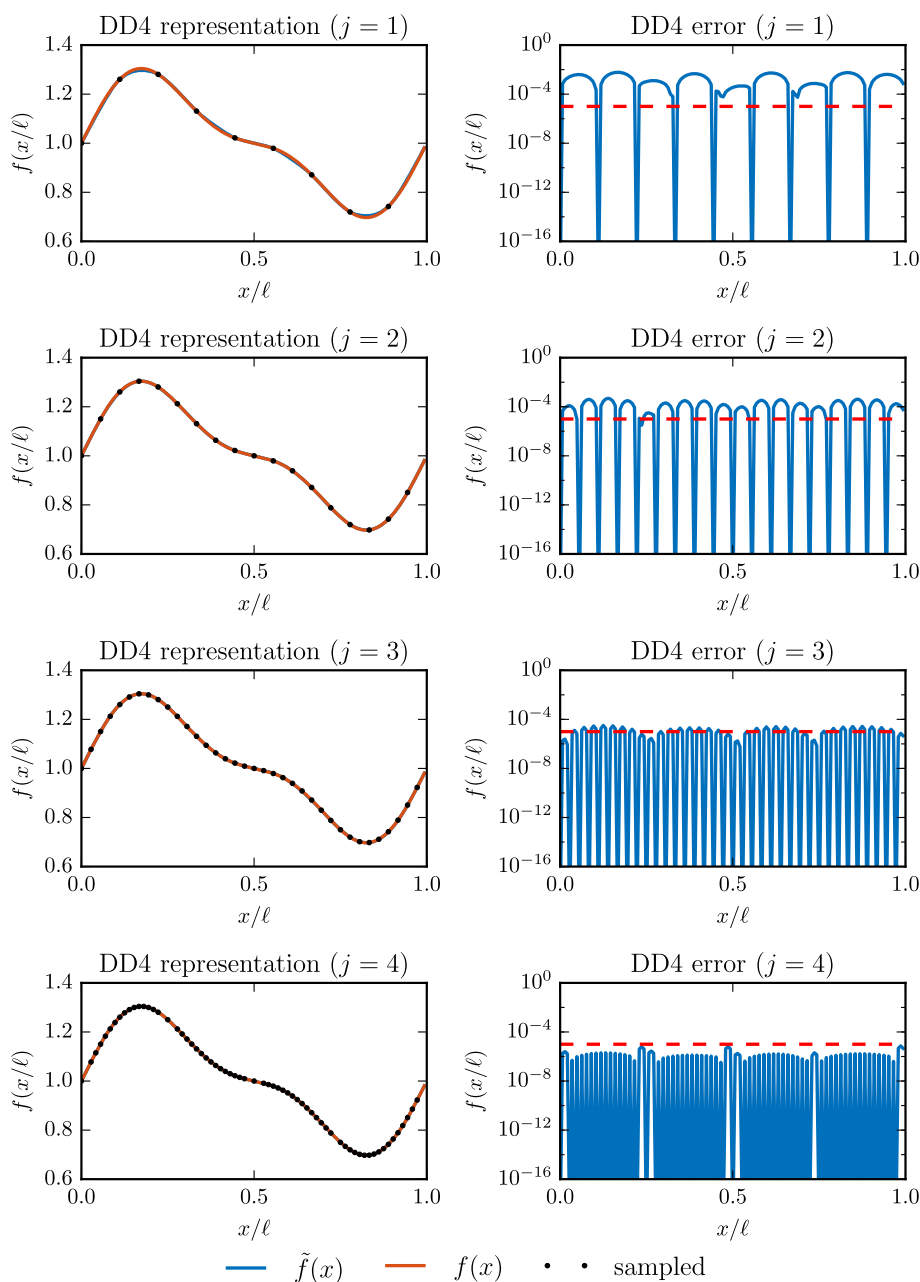 DD4 representation (j = 1)
1.4
1.2
1.0
0.8
0.6
f(x/ℓ)
0.0 0.5 1.0
x/ℓ
DD4 error (j = 1)
10^0
10^−4
10^−8
10^−12
10^−16
f(x/ℓ)
0.0 0.5 1.0
x/ℓ
DD4 representation (j = 2)
1.4
1.2
1.0
0.8
0.6
f(x/ℓ)
0.0 0.5 1.0
x/ℓ
DD4 error (j = 2)
10^0
10^−4
10^−8
10^−12
10^−16
f(x/ℓ)
0.0 0.5 1.0
x/ℓ
DD4 representation (j = 3)
1.4
1.2
1.0
0.8
0.6
f(x/ℓ)
0.0 0.5 1.0
x/ℓ
DD4 error (j = 3)
10^0
10^−4
10^−8
10^−12
10^−16
f(x/ℓ)
0.0 0.5 1.0
x/ℓ
DD4 representation (j = 4)
1.4
1.2
1.0
0.8
0.6
f(x/ℓ)
0.0 0.5 1.0
x/ℓ
DD4 error (j = 4)
10^0
10^−4
10^−8
10^−12
10^−16
f(x/ℓ)
0.0 0.5 1.0
x/ℓ
f̃(x) f(x) sampled